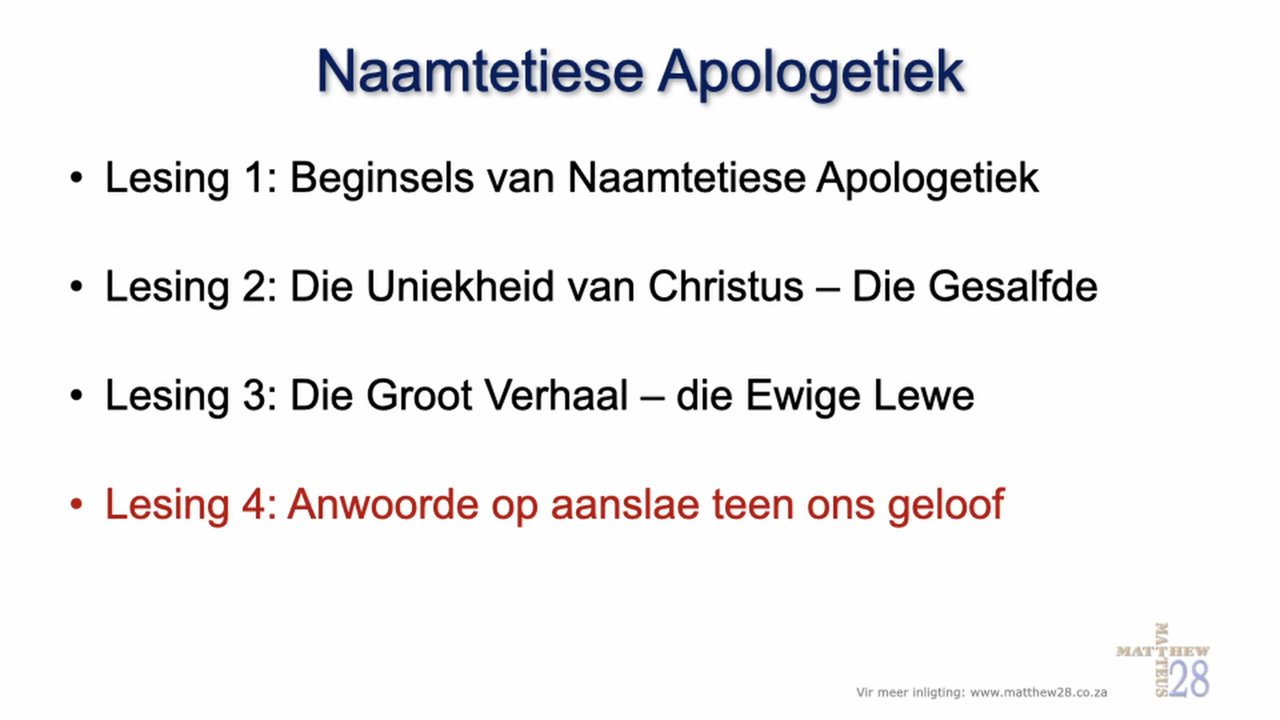 Naamtetiese Apologetiek
• Lesing 1: Beginsels van Naamtetiese Apologetiek
• Lesing 2: Die Uniekheid van Christus – Die Gesalfde
• Lesing 3: Die Groot Verhaal – die Ewige Lewe
• Lesing 4: Anwoorde op aanslae teen ons geloof
MATTHEW
MATTEUS
28
Vir meer inligting: www.matthew28.co.za